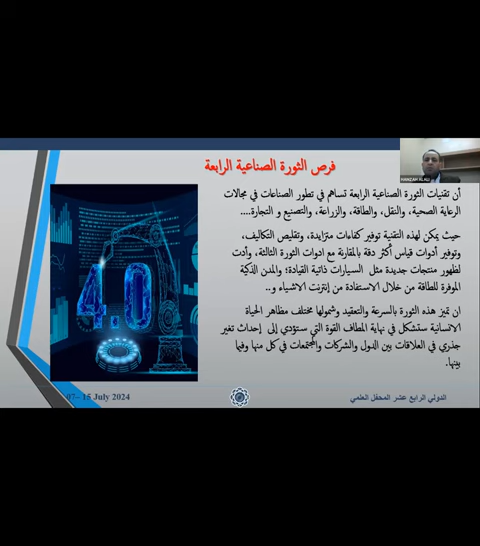 فرص الثورة الصناعية الرابعة
HAMZAH ALALI
أن تقنيات الثورة الصناعية الرابعة تساهم في تطور الصناعات في مجالات
الرعاية الصحية، والنقل، والطاقة، والزراعة، والتصنيع و التجارة....
حيث يمكن لهذه التقنية توفير كفاءات متزايدة، وتقليص التكاليف،
وتوفير أدوات قياس أكثر دقة بالمقارنة مع ادوات الثورة الثالثة، وأدت
لظهور منتجات جديدة مثل السيارات ذاتية القيادة؛ والمدن الذكية
الموفرة للطاقة من خلال الاستفادة من إنترنت الاشياء و..
ان تميز هذه الثورة بالسرعة والتعقيد وشمولها مختلف مظاهر الحياة
الانسانية ستشكل في نهاية المطاف القوة التي ستؤدي إلى إحداث تغير
جذري في العلاقات بين الدول والشركات والمجتمعات في كل منها وفيما
بينها.
4.0
07– 15 July 2024
الدولي الرابع عشر المحفل العلمي